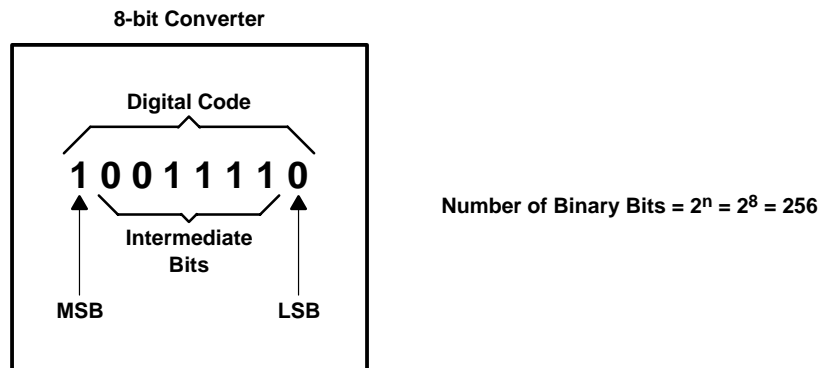 8-bit Converter
Digital Code
1 0 0 1 1 1 1 0
Number of Binary Bits = 2ⁿ = 2⁸ = 256
Intermediate
Bits
MSB LSB